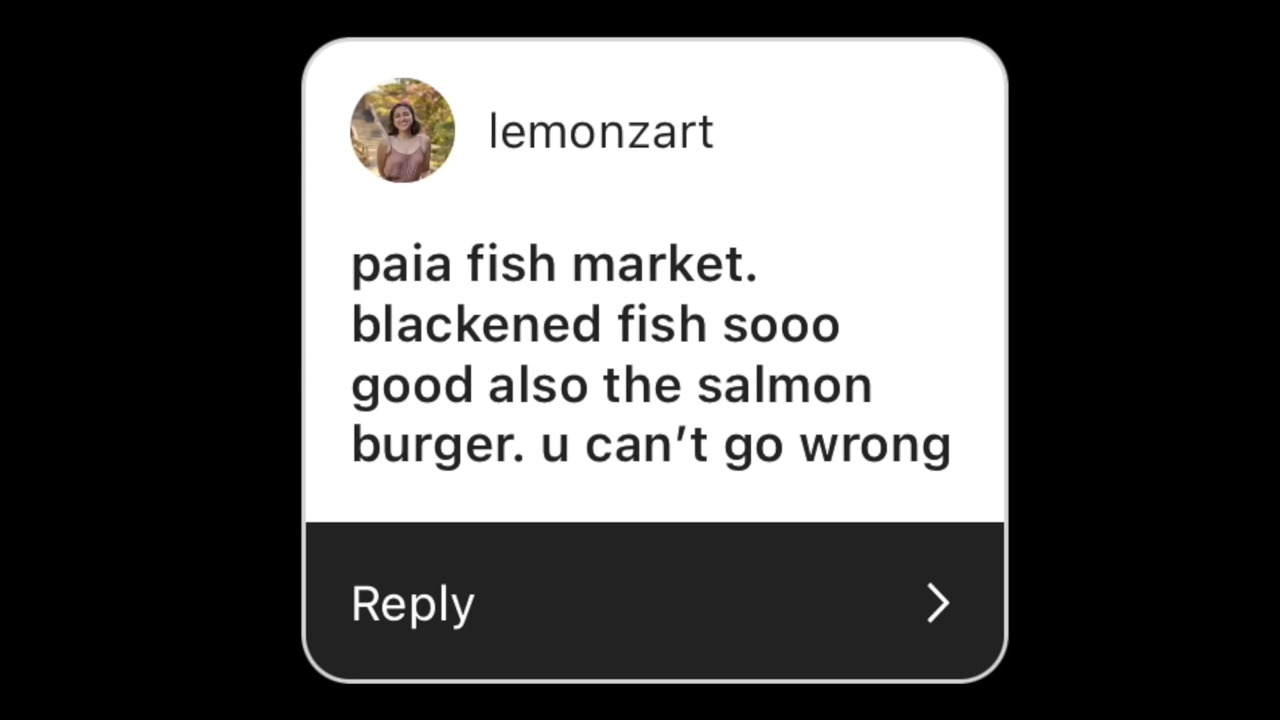 lemonzart
paia fish market.
blackened fish sooo
good also the salmon
burger. u can’t go wrong
Reply